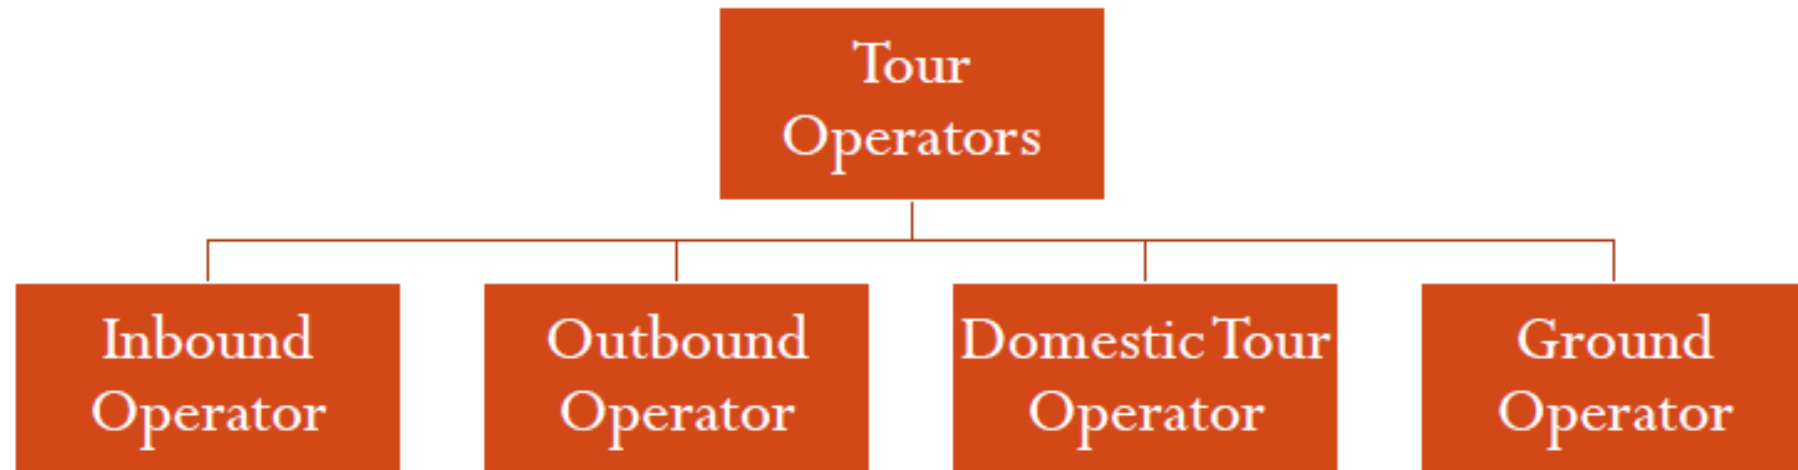 Tour
Operators
Inbound
Operator
Outbound
Operator
Domestic Tour
Operator
Ground
Operator